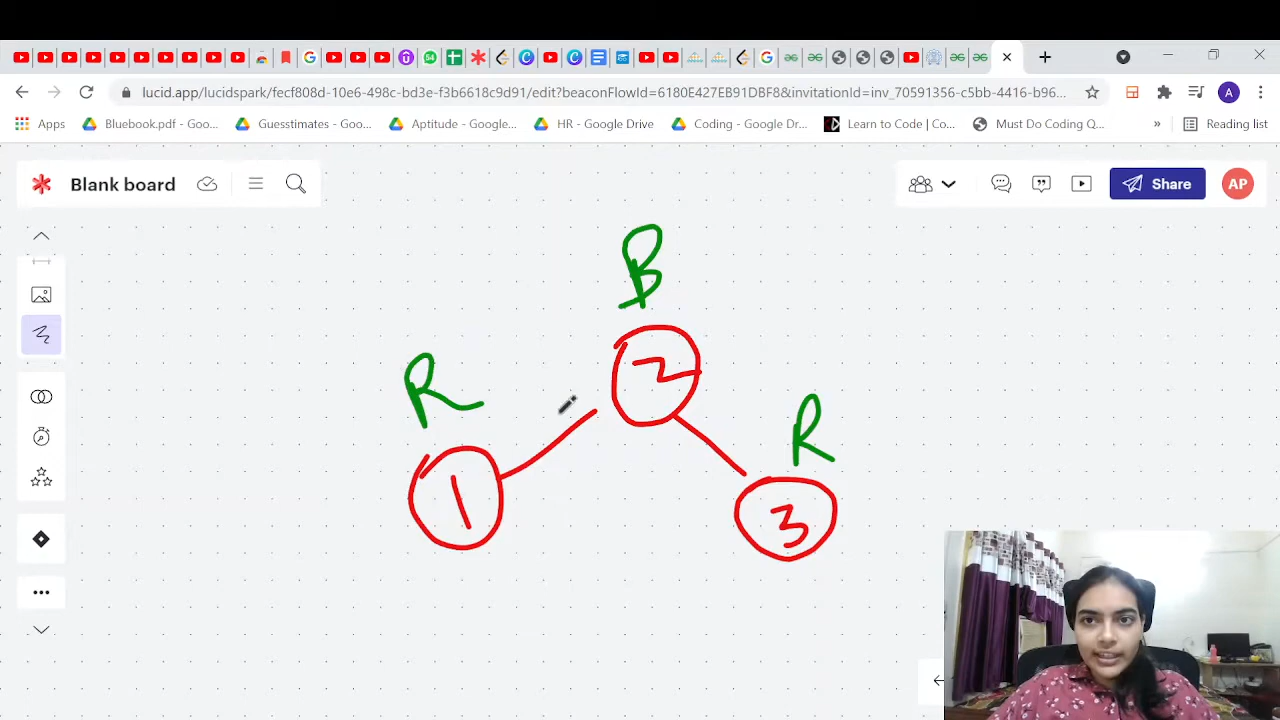 lucid.app/lucidspark/fecf808d-10e6-498c-bd3e-f3b6618c9d91/edit?beaconFlowId=6180E427EB91DBF8&invitationId=inv_70591356-c5bb-4416-b96...
A
Apps
Bluebook.pdf - Goo...
Guesstimates - Goo...
Aptitude - Google...
HR - Google Drive
Coding - Google Dr...
Learn to Code | Co...
Must Do Coding Q...
»
Reading list
Blank board
Share
AP
B
2
R
1
R
3